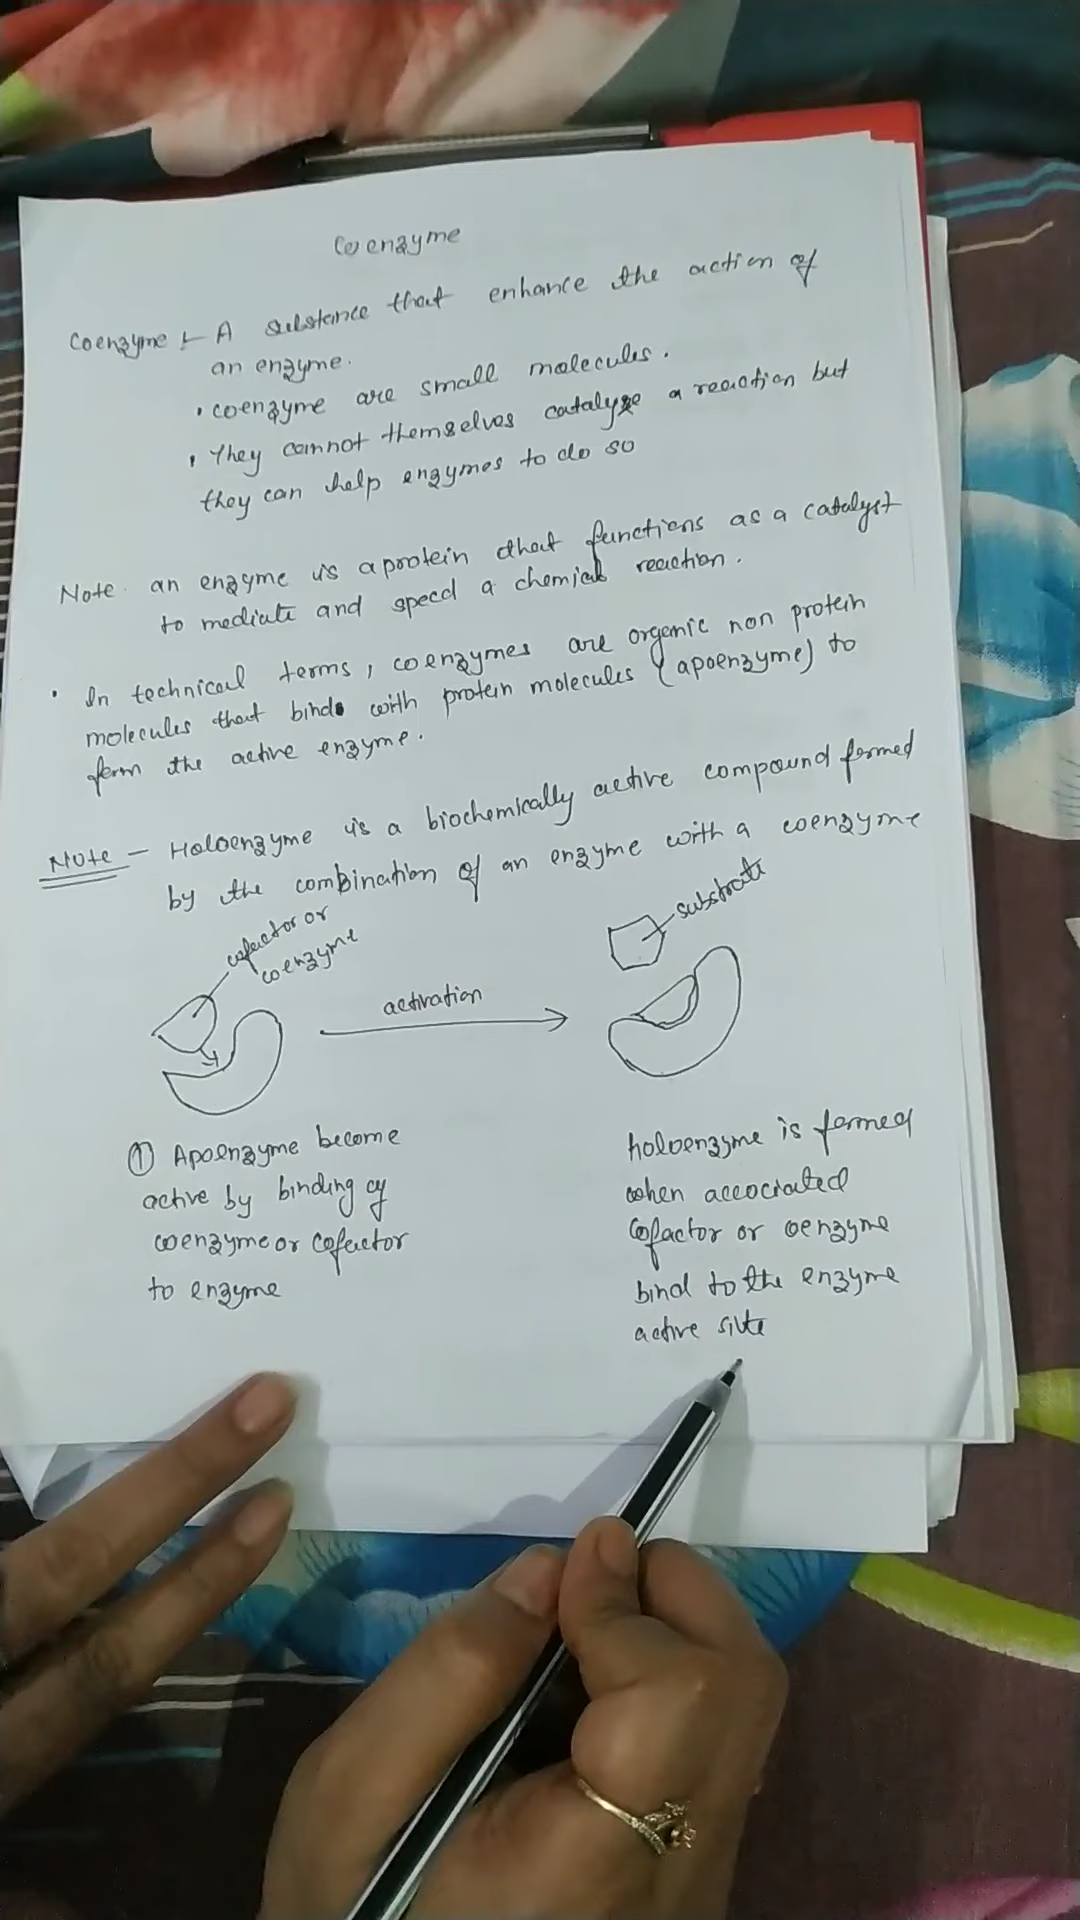 Coenzyme
Coenzyme :- A substance that enhance the action of
an enzyme.
• coenzyme are small molecules.
• They cannot themselves catalyze a reaction but
they can help enzymes to do so
Note. an enzyme is a protein that functions as a catalyst
to mediate and speed a chemical reaction.
• In technical terms, coenzymes are organic non protein
molecules that binds with protein molecules (apoenzyme) to
form the active enzyme.
Note - Holoenzyme is a biochemically active compound formed
by the combination of an enzyme with a coenzyme
cofactor or
coenzyme
activation
substrate
① Apoenzyme become
active by binding of
coenzyme or cofactor
to enzyme
holoenzyme is formed
when accociated
cofactor or oenzyme
bind to the enzyme
active site